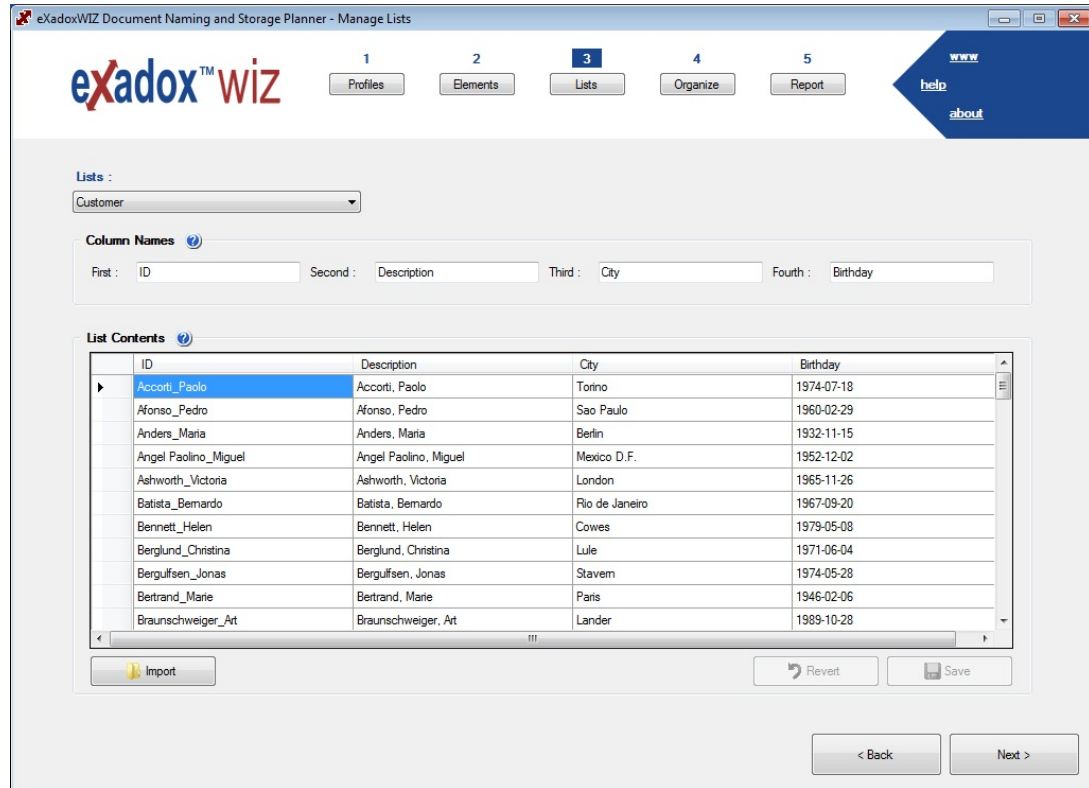 eXadoxWIZ Document Naming and Storage Planner - Manage Lists
eXadox™wiz
1 2 3 4 5
Profiles Elements Lists Organize Report
www
help
about
Lists :
Customer
Column Names
First : ID Second : Description Third : City Fourth : Birthday
List Contents
ID Description City Birthday
Accorti_Paolo Accorti, Paolo Torino 1974-07-18
Afonso_Pedro Afonso, Pedro Sao Paulo 1960-02-29
Anders_Maria Anders, Maria Berlin 1932-11-15
Angel Paolino_Miguel Angel Paolino, Miguel Mexico D.F. 1952-12-02
Ashworth_Victoria Ashworth, Victoria London 1965-11-26
Batista_Bernardo Batista, Bernardo Rio de Janeiro 1967-09-20
Bennett_Helen Bennett, Helen Cowes 1979-05-08
Berglund_Christina Berglund, Christina Lule 1971-06-04
Bergulfsen_Jonas Bergulfsen, Jonas Stavern 1974-05-28
Bertrand_Marie Bertrand, Marie Paris 1946-02-06
Braunschweiger_Art Braunschweiger, Art Lander 1989-10-28
Import Revert Save
< Back Next >